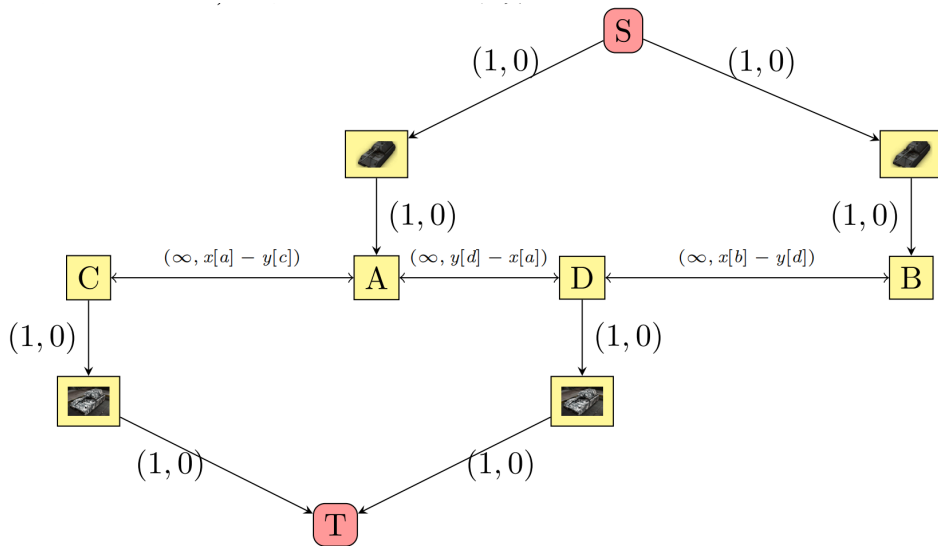 S
(1, 0)
(1, 0)
(1, 0)
(1, 0)
(∞, x[a] − y[c])
(∞, y[d] − x[a])
(∞, x[b] − y[d])
C
A
D
B
(1, 0)
(1, 0)
(1, 0)
(1, 0)
T